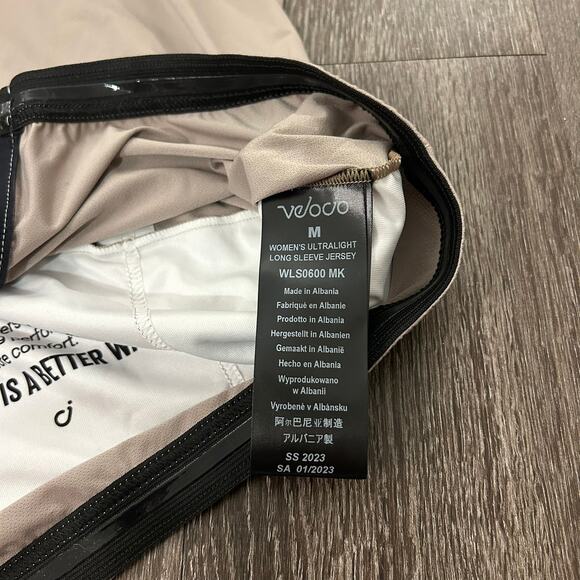 velocio
M
WOMEN'S ULTRALIGHT
LONG SLEEVE JERSEY
WLS0600 MK
Made in Albania
Fabriqué en Albanie
Prodotto in Albania
Hergestellt in Albanien
Gemaakt in Albanië
Hecho en Albania
Wyprodukowano
w Albanii
Vyrobené v Albánsku
阿尔巴尼亚制造
アルバニア製
SS 2023
SA 01/2023
comfort.
IS A BETTER